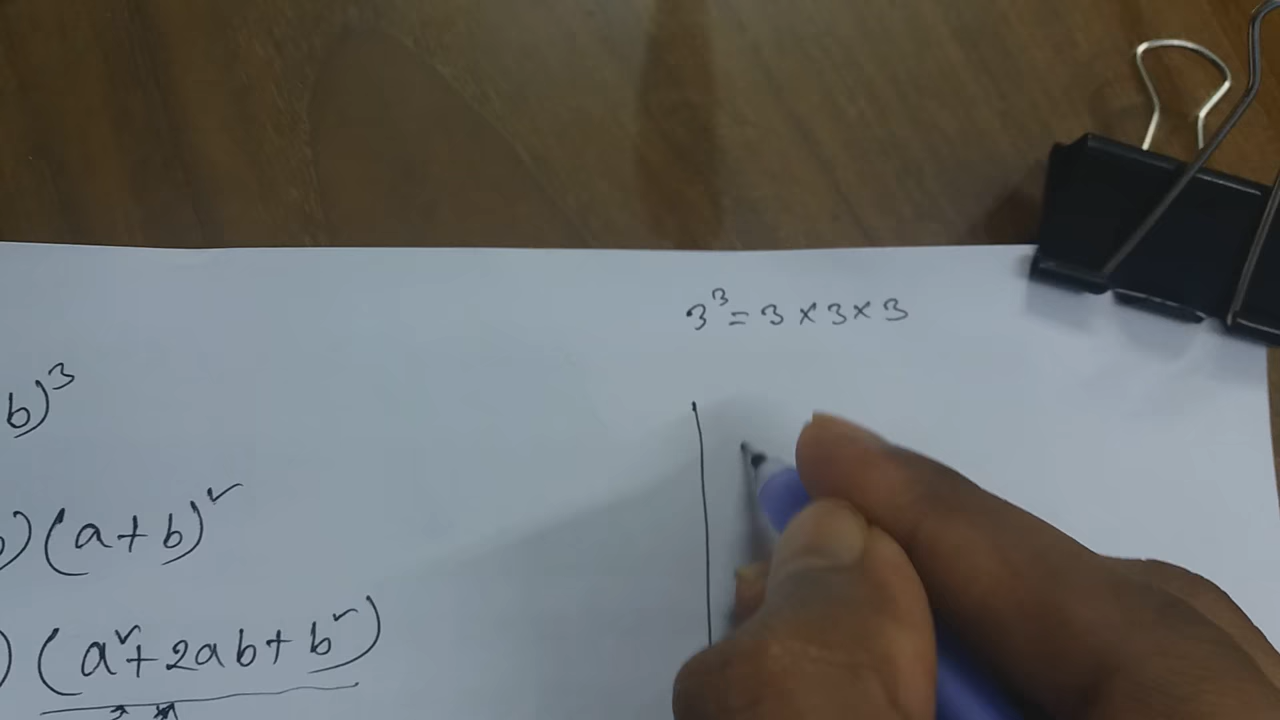 3³ = 3 × 3 × 3
b)³
)(a + b)²
) (a² + 2ab + b²)